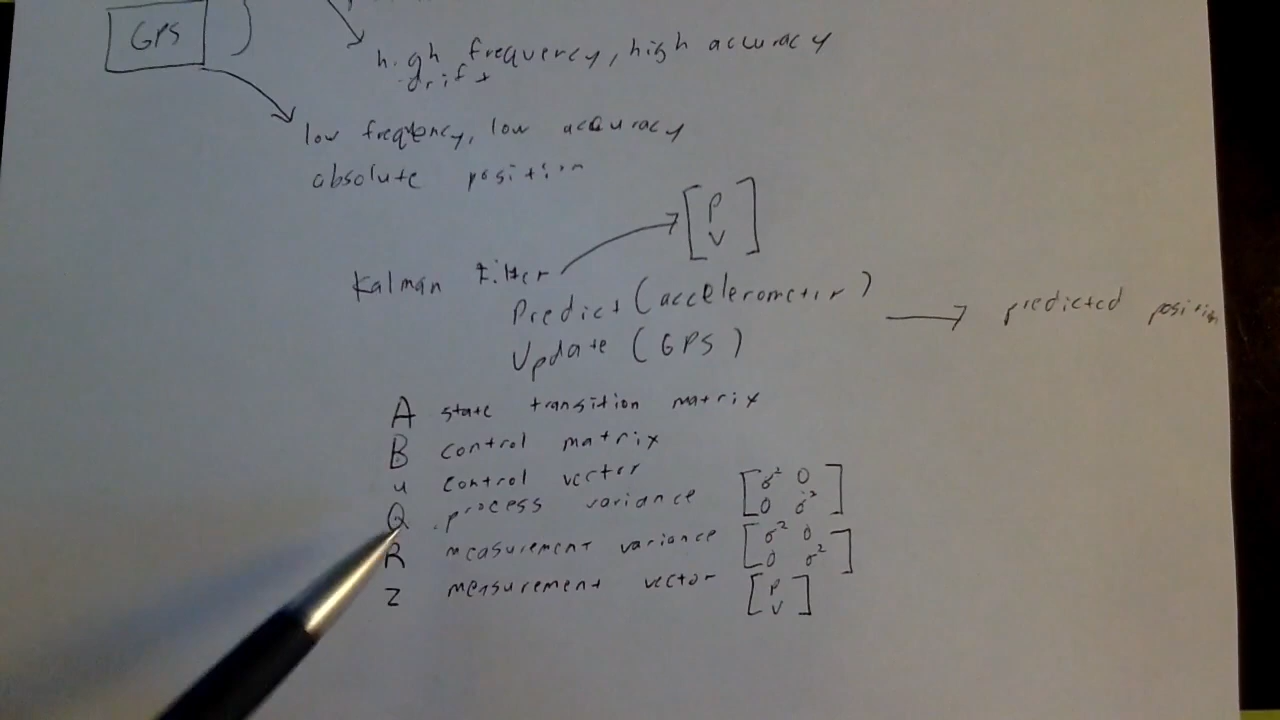 GPS
high frequency, high accuracy
drift
low frequency, low accuracy
absolute position
[P
V]
Kalman Filter
Predict (accelerometer)
predicted position
Update (GPS)
A state transition matrix
B control matrix
u control vector
Q process variance [σ² 0
0 σ²]
R measurement variance [σ² 0
0 σ²]
z measurement vector [P
V]